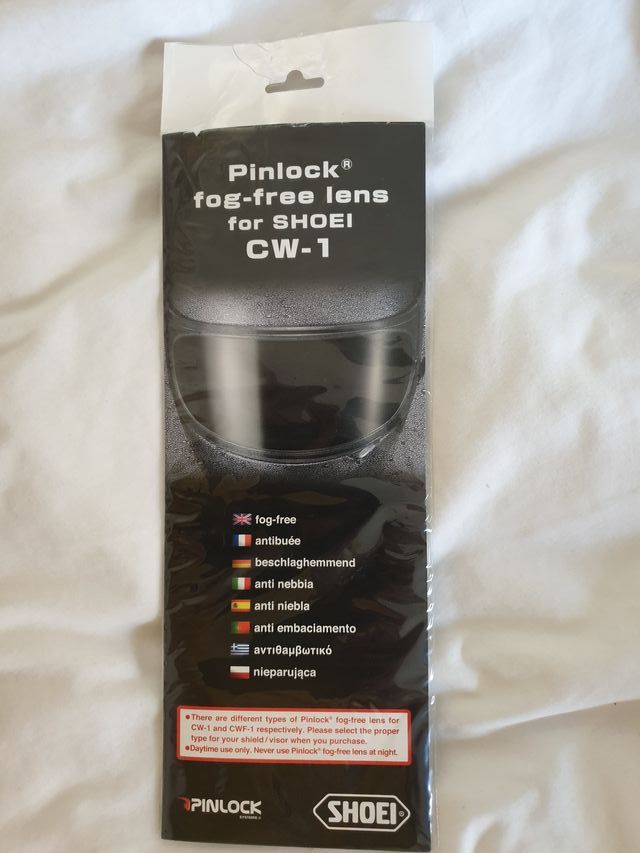 Pinlock®
fog-free lens
for SHOEI
CW-1
fog-free
antibuée
beschlaghemmend
anti nebbia
anti niebla
anti embaciamento
αντιθαμβωτικό
nieparująca
●There are different types of Pinlock® fog-free lens for
CW-1 and CWF-1 respectively. Please select the proper
type for your shield / visor when you purchase.
●Daytime use only. Never use Pinlock® fog-free lens at night.
PINLOCK
SYSTEMS ®
SHOEI®